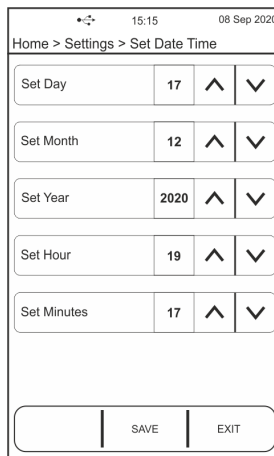 15:15 08 Sep 2020
Home > Settings > Set Date Time
Set Day 17
Set Month 12
Set Year 2020
Set Hour 19
Set Minutes 17
SAVE EXIT